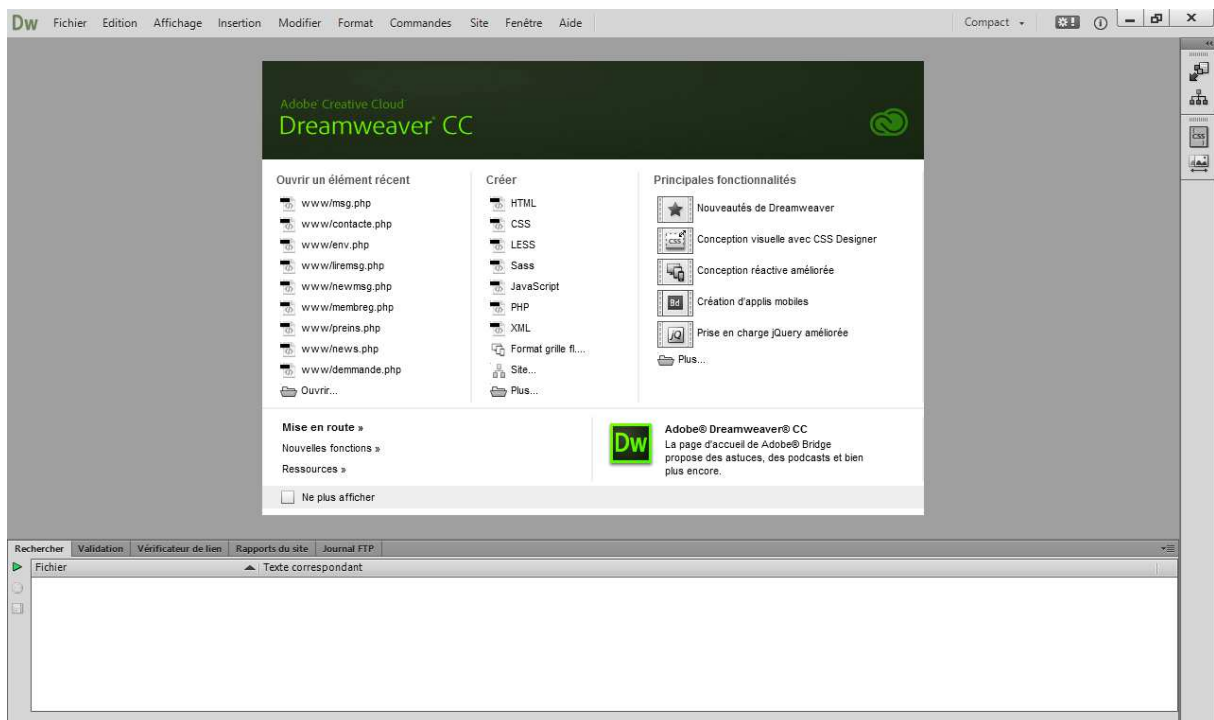 Dw Fichier Edition Affichage Insertion Modifier Format Commandes Site Fenêtre Aide Compact
Adobe Creative Cloud
Dreamweaver CC
Ouvrir un élément récent
www/msg.php
www/contacte.php
www/env.php
www/liremsg.php
www/newmsg.php
www/membreg.php
www/preins.php
www/news.php
www/demmande.php
Ouvrir...
Créer
HTML
CSS
LESS
Sass
JavaScript
PHP
XML
Format grille fl....
Site...
Plus...
Principales fonctionnalités
Nouveautés de Dreamweaver
CSS Conception visuelle avec CSS Designer
Conception réactive améliorée
Bd Création d'applis mobiles
jQ Prise en charge jQuery améliorée
Plus...
Mise en route »
Nouvelles fonctions »
Ressources »
Dw
Adobe® Dreamweaver® CC
La page d'accueil de Adobe® Bridge
propose des astuces, des podcasts et bien
plus encore.
Ne plus afficher
CSS
Rechercher Validation Vérificateur de lien Rapports du site Journal FTP
Fichier Texte correspondant